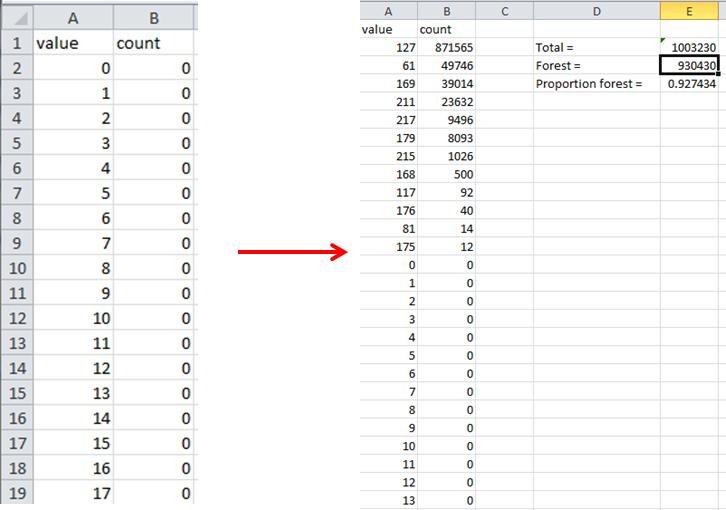 A B
1 value count
2 0 0
3 1 0
4 2 0
5 3 0
6 4 0
7 5 0
8 6 0
9 7 0
10 8 0
11 9 0
12 10 0
13 11 0
14 12 0
15 13 0
16 14 0
17 15 0
18 16 0
19 17 0
A B C D E
value count
127 871565 Total = 1003230
61 49746 Forest = 930430
169 39014 Proportion forest = 0.927434
211 23632
217 9496
179 8093
215 1026
168 500
117 92
176 40
81 14
175 12
0 0
1 0
2 0
3 0
4 0
5 0
6 0
7 0
8 0
9 0
10 0
11 0
12 0
13 0